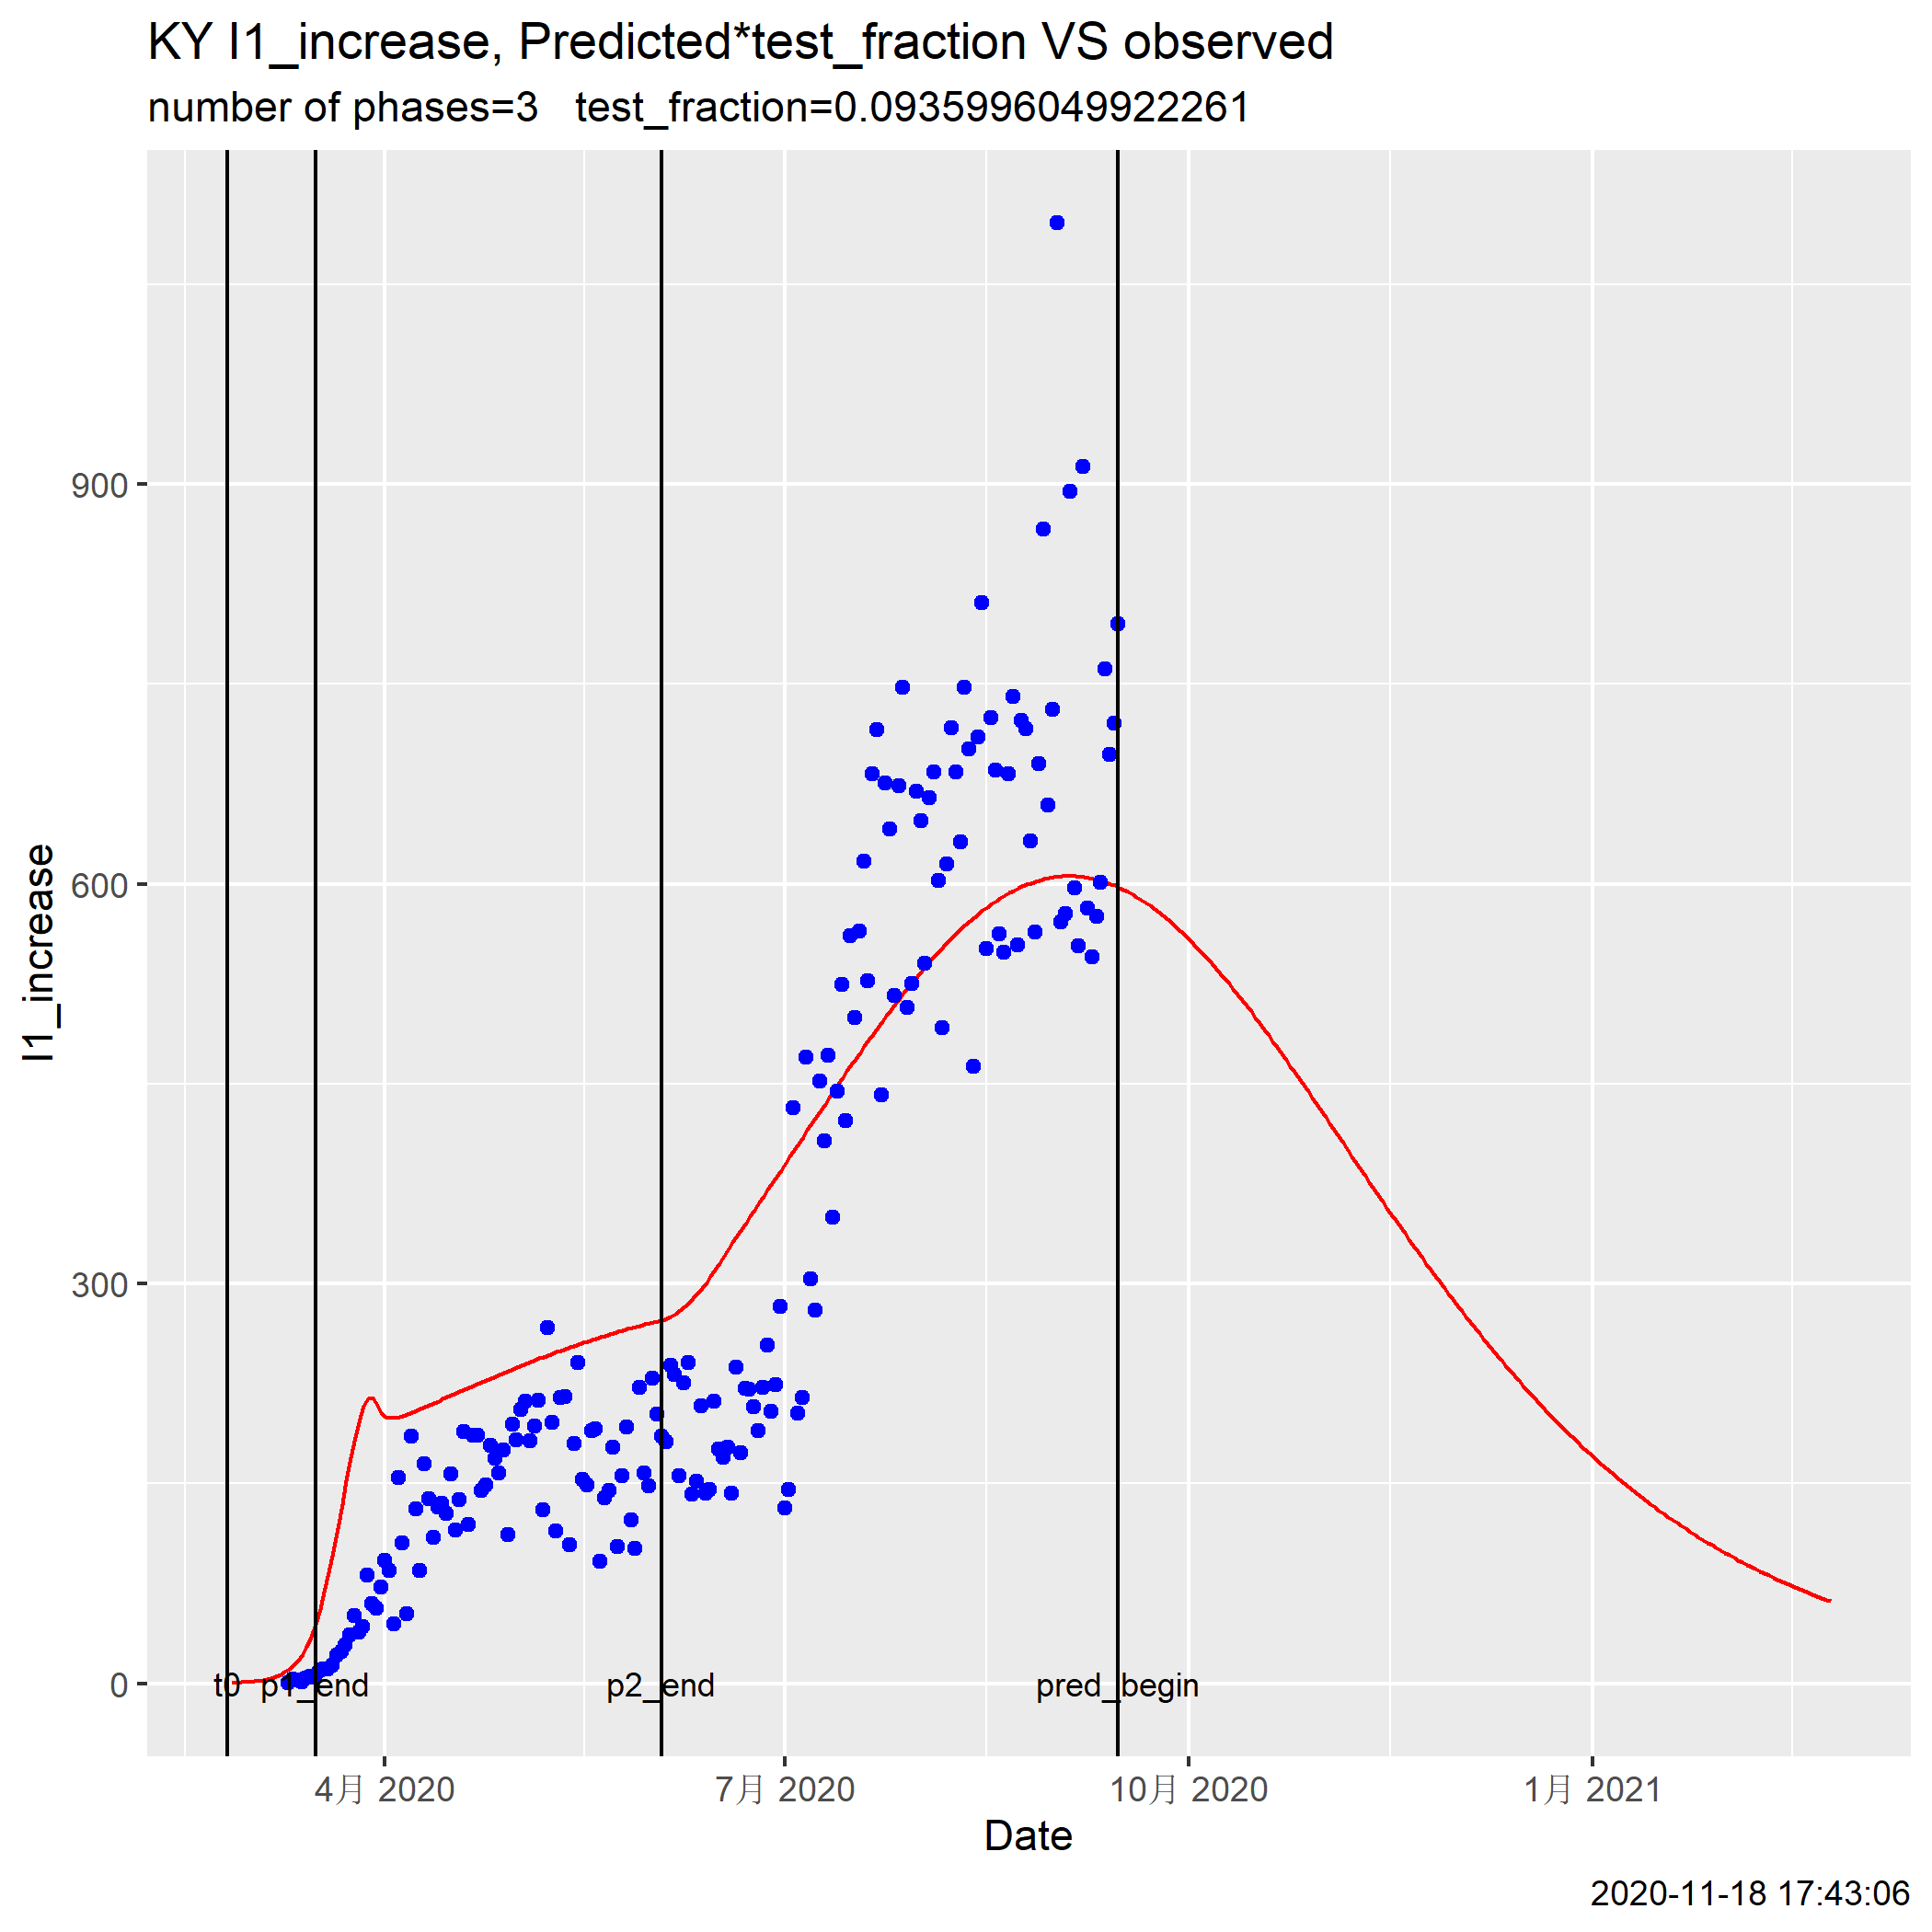 KY I1_increase, Predicted*test_fraction VS observed
number of phases=3   test_fraction=0.0935996049922261
I1_increase
900
600
300
0
t0 p1_end p2_end pred_begin
4月 2020 7月 2020 10月 2020 1月 2021
Date
2020-11-18 17:43:06